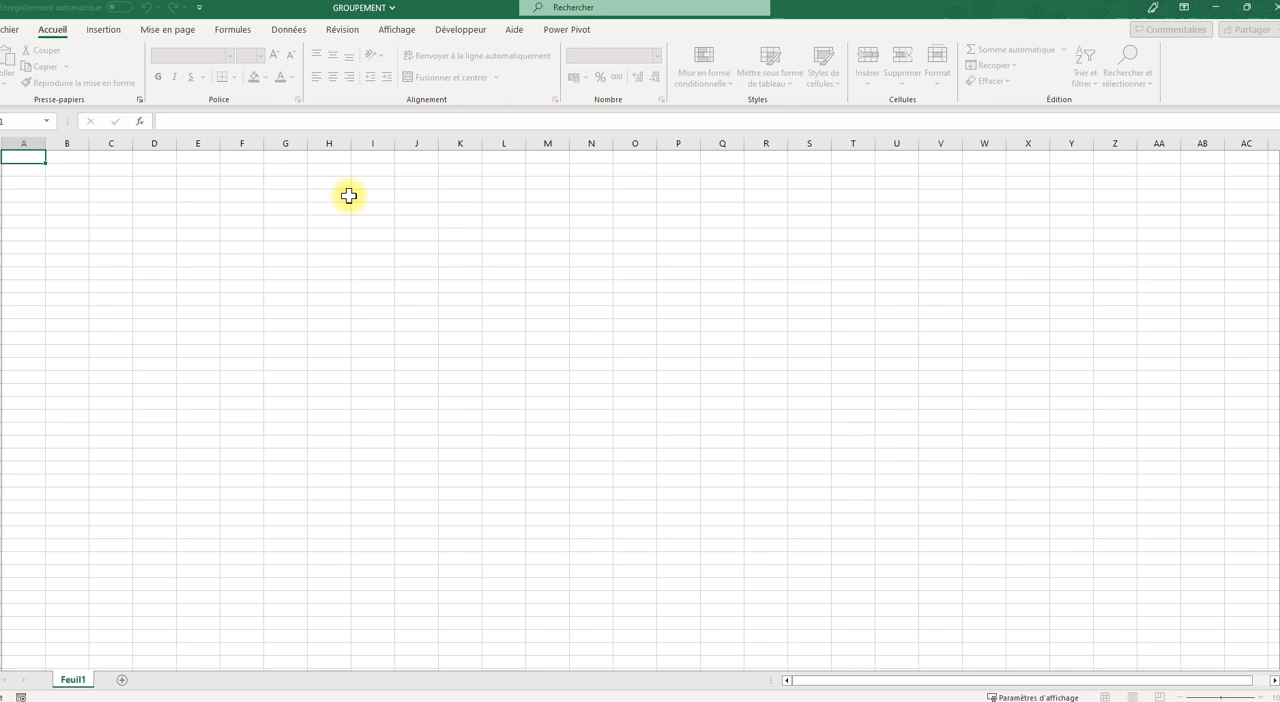 Enregistrement automatique GROUPEMENT Rechercher
chier Accueil Insertion Mise en page Formules Données Révision Affichage Développeur Aide Power Pivot Commentaires Partager
Couper Renvoyer à la ligne automatiquement Somme automatique
oller Copier G I S Fusionner et centrer % 000 Mise en forme conditionnelle Mettre sous forme de tableau Styles de cellules Insérer Supprimer Format Recopier Trier et filtrer Rechercher et sélectionner
Reproduire la mise en forme Effacer
Presse-papiers Police Alignement Nombre Styles Cellules Édition
1 fx
A B C D E F G H I J K L M N O P Q R S T U V W X Y Z AA AB AC
Feuil1
t Paramètres d'affichage 10